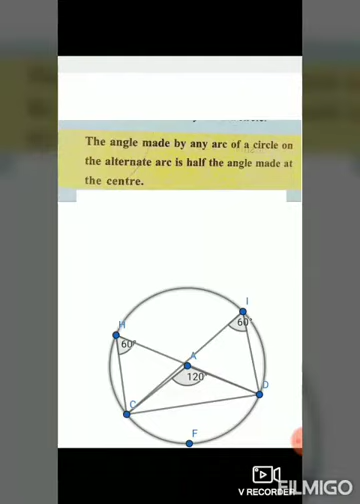 The angle made by any arc of a circle on
the alternate arc is half the angle made at
the centre.
I
60°
H
60°
A
120°
D
C
F
V RECORDER
FILMIGO